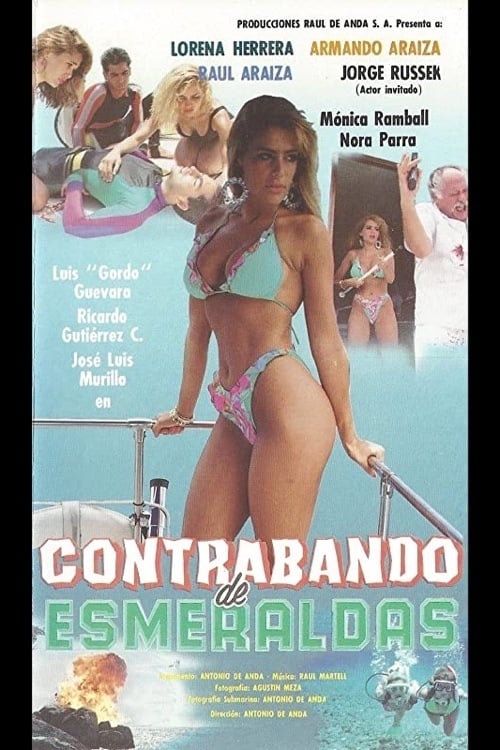 PRODUCCIONES RAUL DE ANDA S. A. Presenta a:
LORENA HERRERA ARMANDO ARAIZA
RAUL ARAIZA JORGE RUSSEK
(Actor invitado)
Mónica Ramball
Nora Parra
Luis "Gordo"
Guevara
Ricardo
Gutiérrez C.
José Luis
Murillo
en
CONTRABANDO
de
ESMERALDAS
ANTONIO DE ANDA - Música: RAUL MARTELL
Fotografía: AGUSTIN MEZA
Fotografía Submarina: ANTONIO DE ANDA
Dirección: ANTONIO DE ANDA